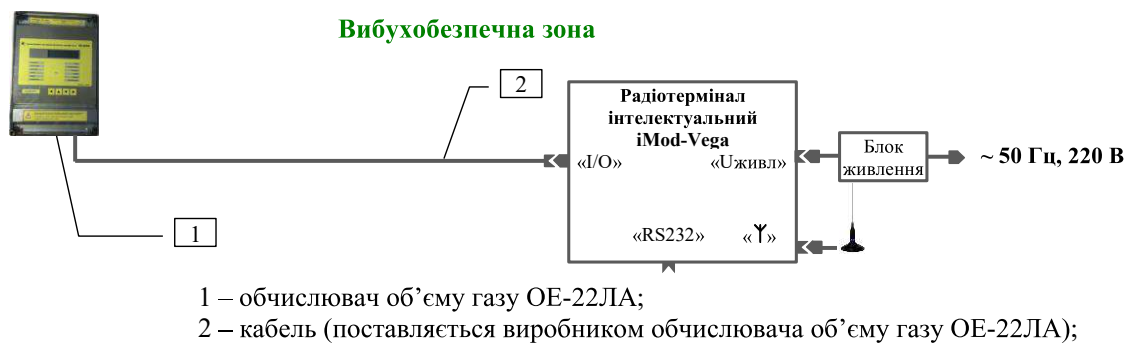 Вибухобезпечна зона
2
Радіотермінал
інтелектуальний
iMod-Vega
«I/O»
«Uживл»
Блок
живлення
~ 50 Гц, 220 В
1
«RS232»
«»
1 – обчислювач об’єму газу ОЕ-22ЛА;
2 – кабель (поставляється виробником обчислювача об’єму газу ОЕ-22ЛА);